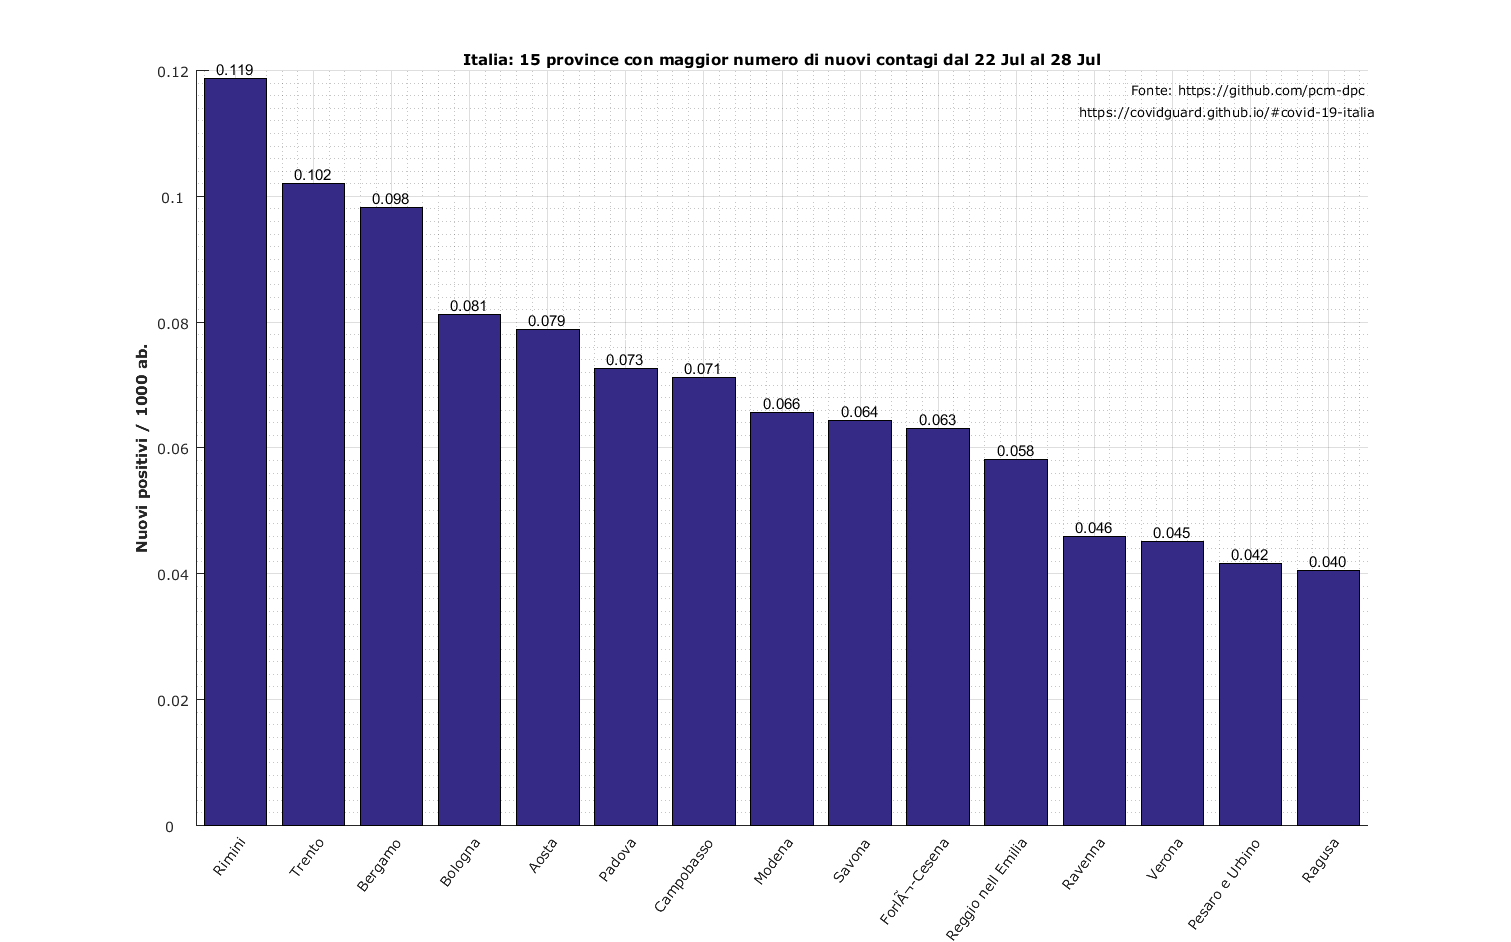 Italia: 15 province con maggior numero di nuovi contagi dal 22 Jul al 28 Jul
Fonte: https://github.com/pcm-dpc
https://covidguard.github.io/#covid-19-italia
Nuovi positivi / 1000 ab.
0.12
0.1
0.08
0.06
0.04
0.02
0
0.119
0.102
0.098
0.081
0.079
0.073
0.071
0.066
0.064
0.063
0.058
0.046
0.045
0.042
0.040
Rimini
Trento
Bergamo
Bologna
Aosta
Padova
Campobasso
Modena
Savona
ForlÃ¬-Cesena
Reggio nell Emilia
Ravenna
Verona
Pesaro e Urbino
Ragusa